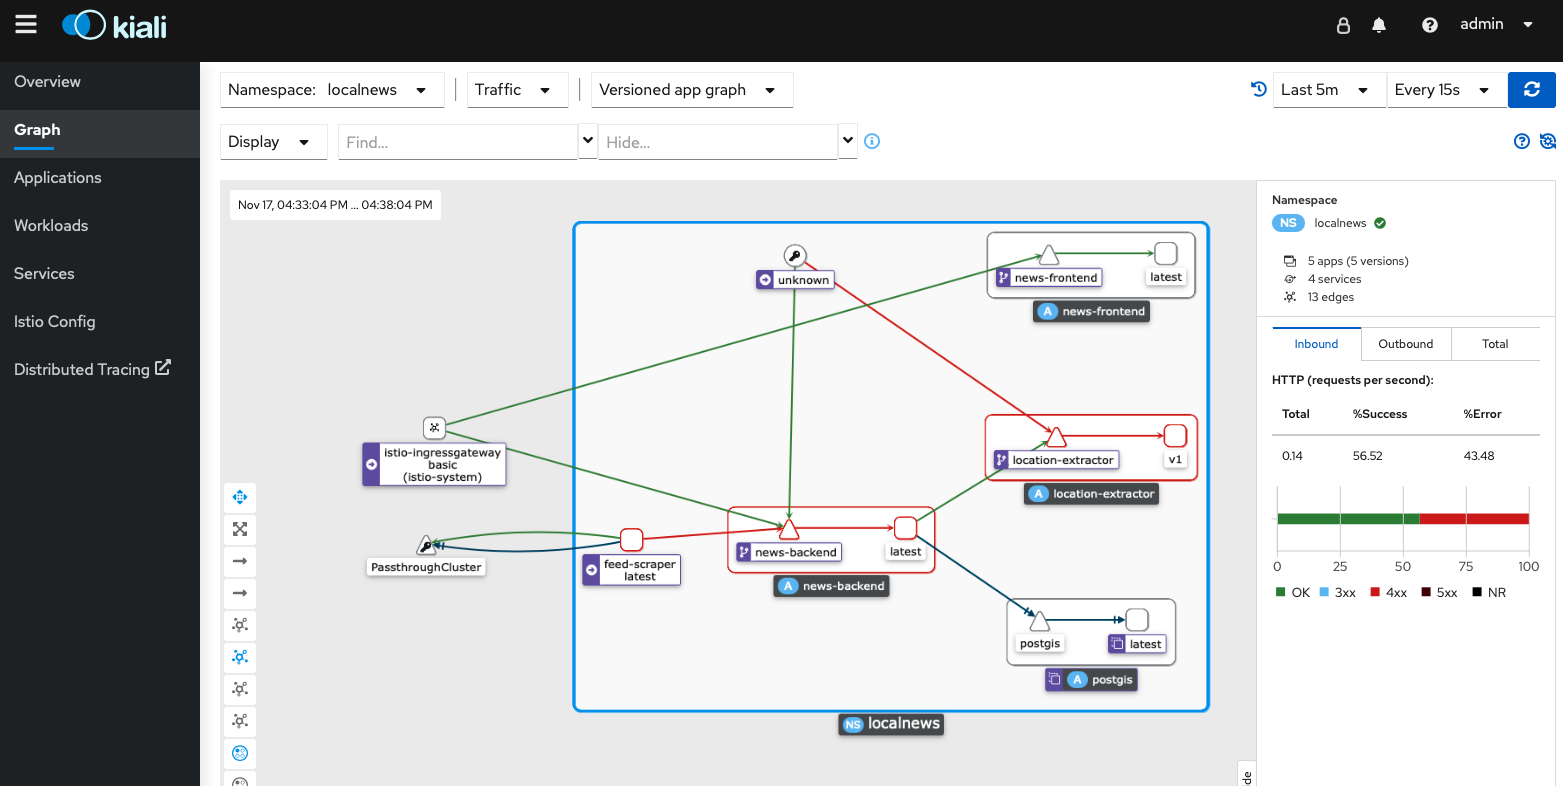 kiali
admin
Overview
Graph
Applications
Workloads
Services
Istio Config
Distributed Tracing
Namespace: localnews
Traffic
Versioned app graph
Last 5m
Every 15s
Display
Find...
Hide...
Nov 17, 04:33:04 PM ... 04:38:04 PM
unknown
news-frontend
latest
A news-frontend
istio-ingressgateway
basic
(istio-system)
location-extractor
v1
A location-extractor
PassthroughCluster
feed-scraper
latest
news-backend
latest
A news-backend
postgis
latest
A postgis
NS localnews
de
Namespace
NS localnews
5 apps (5 versions)
4 services
13 edges
Inbound
Outbound
Total
HTTP (requests per second):
Total %Success %Error
0.14 56.52 43.48
0 25 50 75 100
OK 3xx 4xx 5xx NR